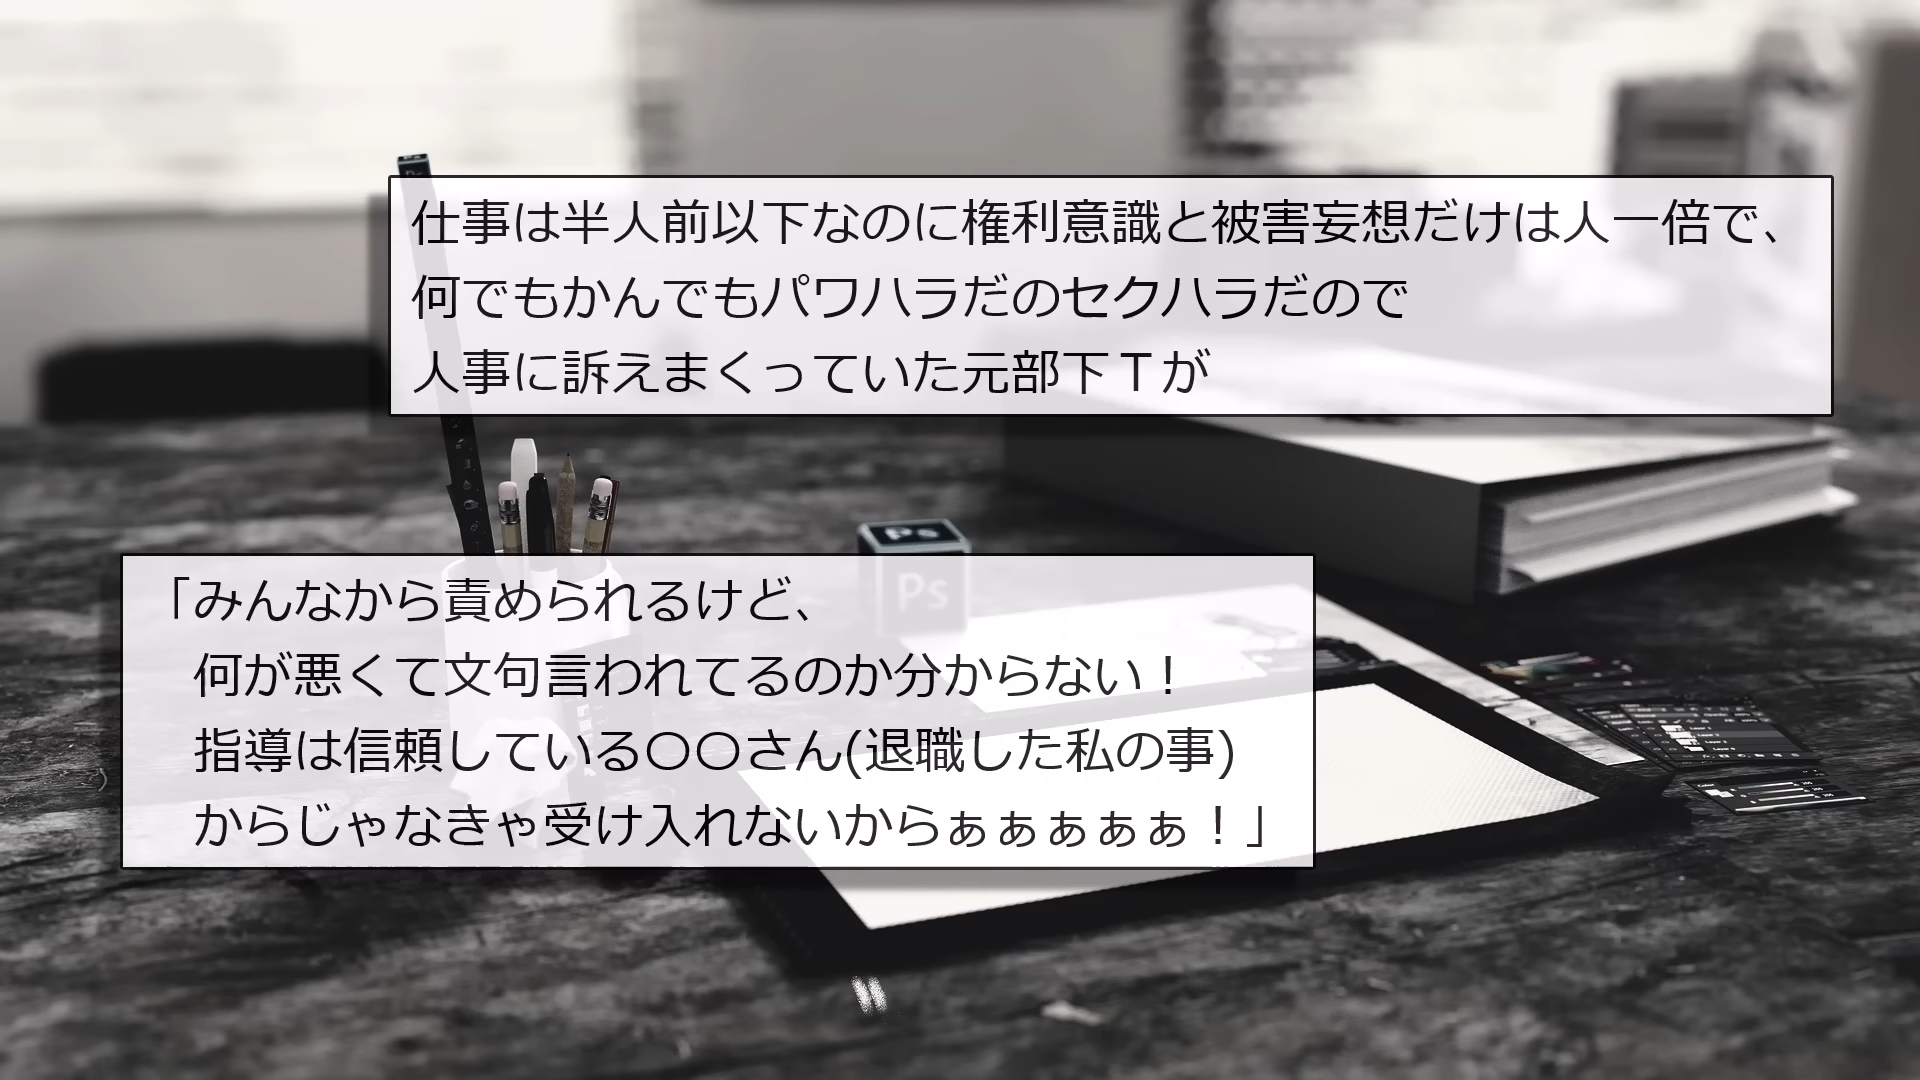 仕事は半人前以下なのに権利意識と被害妄想だけは人一倍で、
何でもかんでもパワハラだのセクハラだので
人事に訴えまくっていた元部下Ｔが
「みんなから責められるけど、
何が悪くて文句言われてるのか分からない！
指導は信頼している〇〇さん(退職した私の事)
からじゃなきゃ受け入れないからぁぁぁぁぁ！」
Ps
Ps